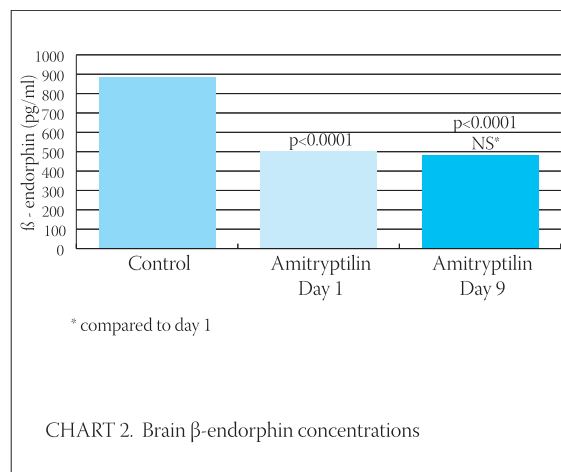 1000
900
800
700
600
500
400
300
200
100
0
ß - endorphin (pg/ml)
p<0.0001
p<0.0001
NS*
Control
Amitryptilin
Day 1
Amitryptilin
Day 9
* compared to day 1
CHART 2. Brain β-endorphin concentrations